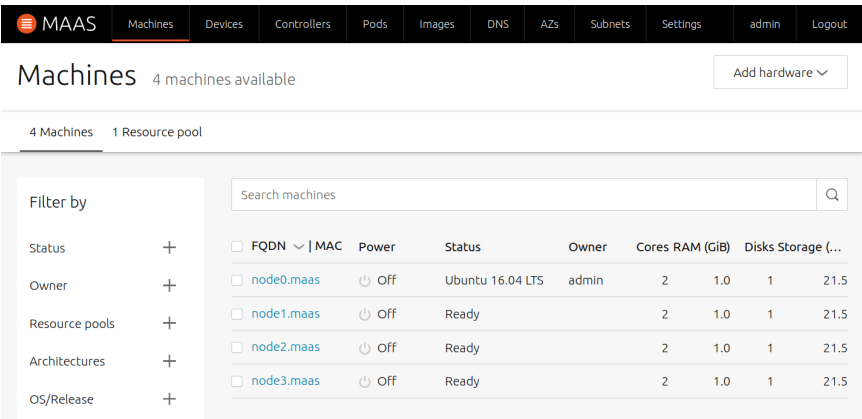 MAAS Machines Devices Controllers Pods Images DNS AZs Subnets Settings admin Logout
Machines 4 machines available Add hardware
4 Machines 1 Resource pool
Filter by
Status
Owner
Resource pools
Architectures
OS/Release
Search machines
FQDN | MAC Power Status Owner Cores RAM (GiB) Disks Storage (...
node0.maas Off Ubuntu 16.04 LTS admin 2 1.0 1 21.5
node1.maas Off Ready 2 1.0 1 21.5
node2.maas Off Ready 2 1.0 1 21.5
node3.maas Off Ready 2 1.0 1 21.5